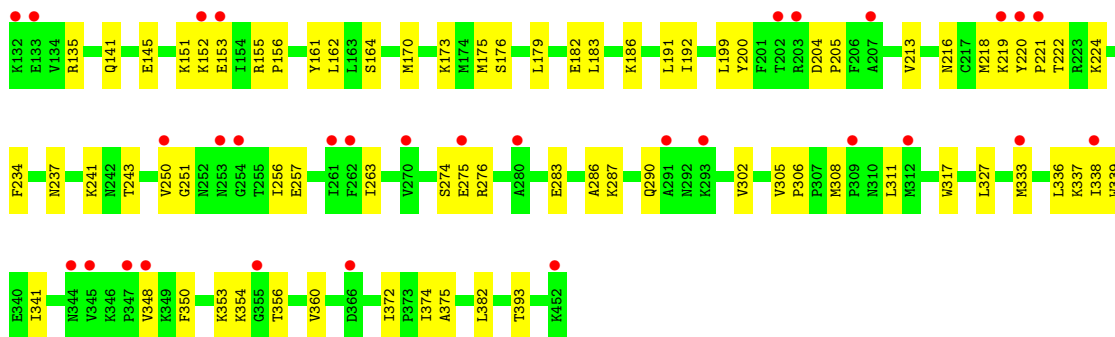 K132 E133 V134 R135 Q141 E145 K151 K152 E153 I154 R155 P156 Y161 L162 L163 S164 M170 K173 M174 M175 S176 L179 E182 L183 K186 L191 I192 L199 Y200 F201 T202 R203 D204 P205 F206 A207 V213 N216 C217 M218 K219 Y220 P221 T222 R223 K224
F234 N237 K241 N242 T243 V250 G251 N252 N253 G254 T255 I256 E257 I261 F262 I263 V270 S274 E275 R276 A280 E283 A286 K287 Q290 A291 N292 K293 V302 V305 P306 P307 M308 P309 N310 L311 M312 W317 L327 M333 L336 K337 I338 W339
E340 I341 N344 V345 K346 P347 V348 K349 F350 K353 K354 G355 T356 V360 D366 I372 P373 I374 A375 L382 T393 K452